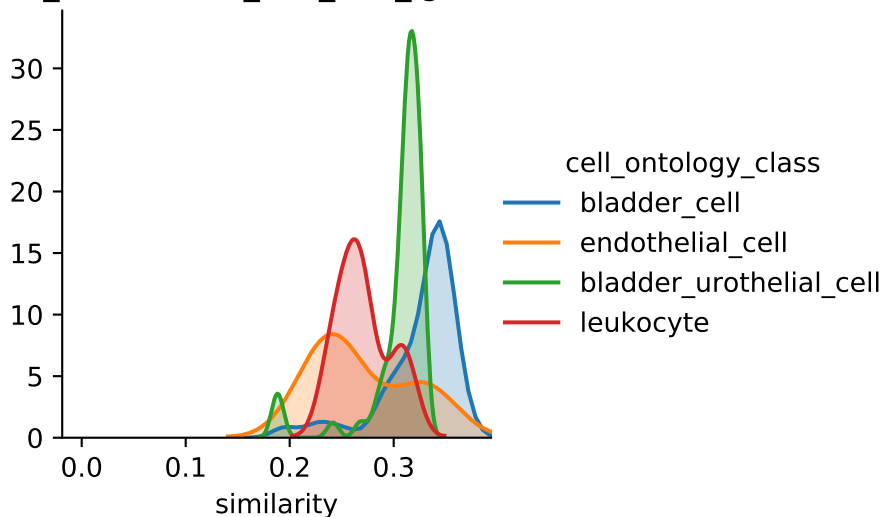 30
25
20
15
10
5
0
0.0 0.1 0.2 0.3
similarity
cell_ontology_class
bladder_cell
endothelial_cell
bladder_urothelial_cell
leukocyte